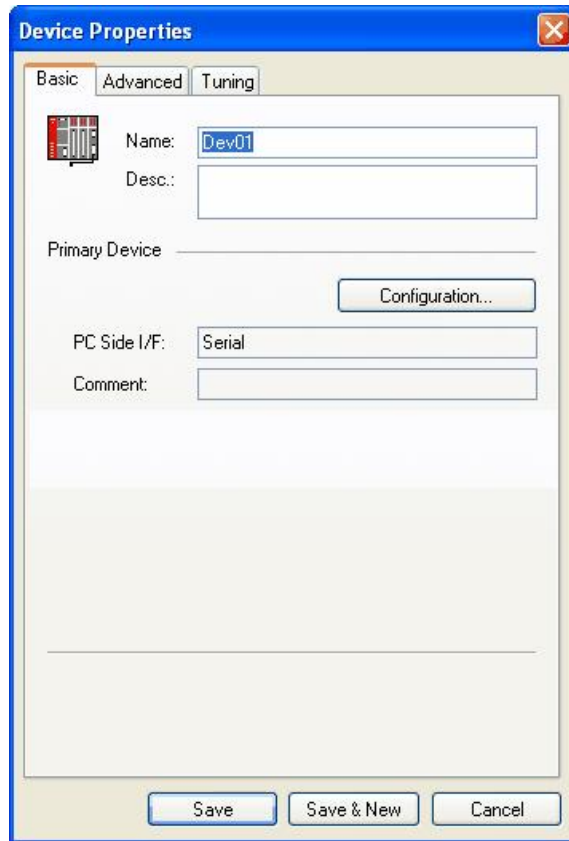 Device Properties
Basic Advanced Tuning
Name: Dev01
Desc.:
Primary Device
Configuration...
PC Side I/F: Serial
Comment:
Save Save & New Cancel